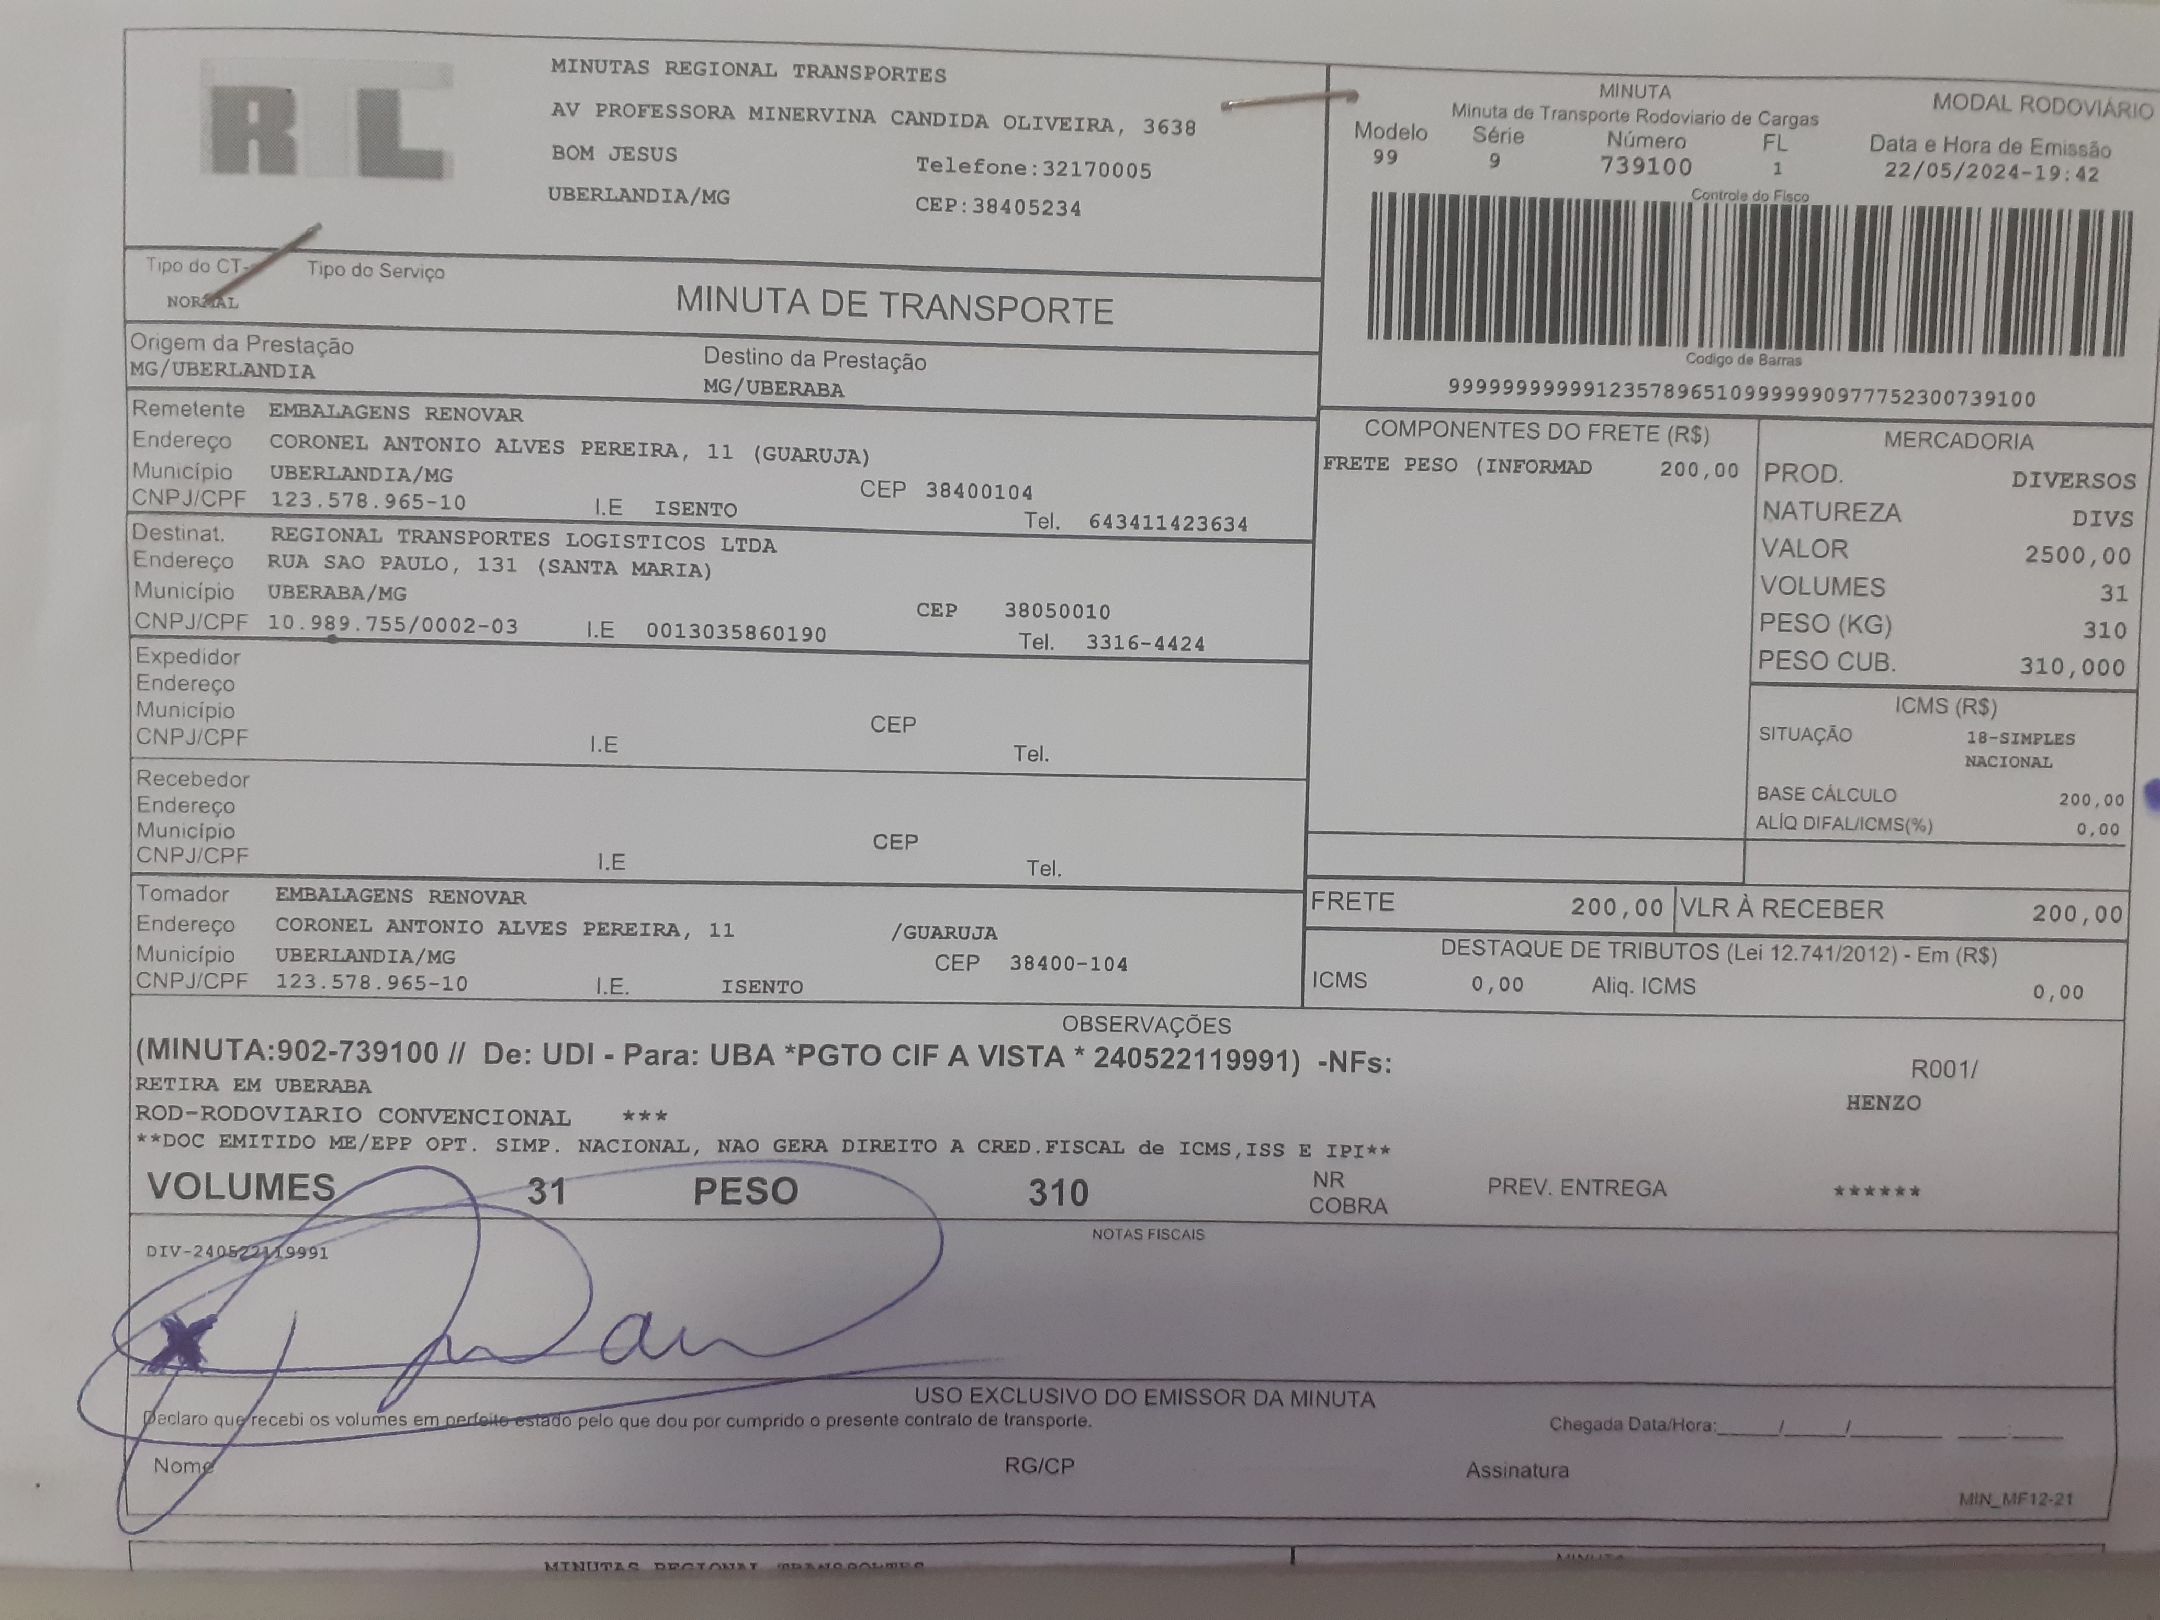 RTL
MINUTAS REGIONAL TRANSPORTES
AV PROFESSORA MINERVINA CANDIDA OLIVEIRA, 3638
BOM JESUS
Telefone:32170005
UBERLANDIA/MG
CEP:38405234
MINUTA
MODAL RODOVIÁRIO
Minuta de Transporte Rodoviario de Cargas
Modelo Série Número FL Data e Hora de Emissão
99 9 739100 1 22/05/2024-19:42
Controle do Fisco
Codigo de Barras
99999999999123578965109999999097775230073910​0
Tipo do CT- Tipo do Serviço
NORMAL
MINUTA DE TRANSPORTE
Origem da Prestação Destino da Prestação
MG/UBERLANDIA MG/UBERABA
Remetente EMBALAGENS RENOVAR
Endereço CORONEL ANTONIO ALVES PEREIRA, 11 (GUARUJA)
Município UBERLANDIA/MG CEP 38400104
CNPJ/CPF 123.578.965-10 I.E ISENTO Tel. 643411423634
Destinat. REGIONAL TRANSPORTES LOGISTICOS LTDA
Endereço RUA SAO PAULO, 131 (SANTA MARIA)
Município UBERABA/MG CEP 38050010
CNPJ/CPF 10.989.755/0002-03 I.E 0013035860190 Tel. 3316-4424
Expedidor
Endereço
Município CEP
CNPJ/CPF I.E Tel.
Recebedor
Endereço
Município CEP
CNPJ/CPF I.E Tel.
Tomador EMBALAGENS RENOVAR
Endereço CORONEL ANTONIO ALVES PEREIRA, 11 /GUARUJA
Município UBERLANDIA/MG CEP 38400-104
CNPJ/CPF 123.578.965-10 I.E. ISENTO
COMPONENTES DO FRETE (R$)
FRETE PESO (INFORMAD 200,00
MERCADORIA
PROD. DIVERSOS
NATUREZA DIVS
VALOR 2500,00
VOLUMES 31
PESO (KG) 310
PESO CUB. 310,000
ICMS (R$)
SITUAÇÃO 18-SIMPLES
NACIONAL
BASE CÁLCULO 200,00
ALÍQ DIFAL/ICMS(%) 0,00
FRETE 200,00 VLR À RECEBER 200,00
DESTAQUE DE TRIBUTOS (Lei 12.741/2012) - Em (R$)
ICMS 0,00 Aliq. ICMS 0,00
OBSERVAÇÕES
(MINUTA:902-739100 // De: UDI - Para: UBA *PGTO CIF A VISTA * 240522119991) -NFs: R001/
RETIRA EM UBERABA HENZO
ROD-RODOVIARIO CONVENCIONAL ***
**DOC EMITIDO ME/EPP OPT. SIMP. NACIONAL, NAO GERA DIREITO A CRED.FISCAL de ICMS,ISS E IPI**
VOLUMES 31 PESO 310 NR COBRA PREV. ENTREGA ******
NOTAS FISCAIS
DIV-240522119991
USO EXCLUSIVO DO EMISSOR DA MINUTA
Declaro que recebi os volumes em perfeito estado pelo que dou por cumprido o presente contrato de transporte. Chegada Data/Hora:____/____/______ ____:____
Nome RG/CP Assinatura
MIN_MF12-21
MINUTAS REGIONAL TRANSPORTES MINUTA